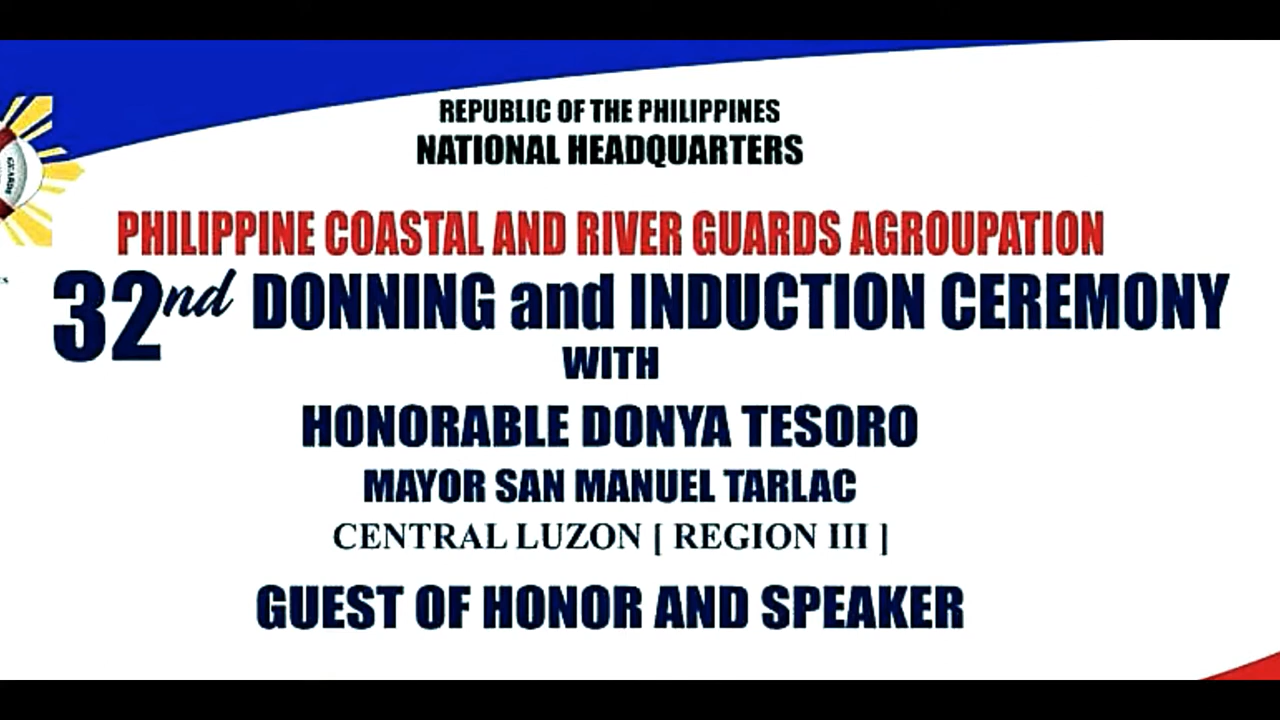 REPUBLIC OF THE PHILIPPINES
NATIONAL HEADQUARTERS
PHILIPPINE COASTAL AND RIVER GUARDS AGROUPATION
32nd DONNING and INDUCTION CEREMONY
WITH
HONORABLE DONYA TESORO
MAYOR SAN MANUEL TARLAC
CENTRAL LUZON [ REGION III ]
GUEST OF HONOR AND SPEAKER